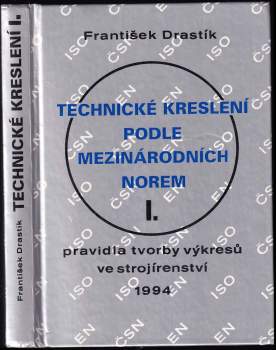 František Drastík
TECHNICKÉ KRESLENÍ I.
František Drastík
TECHNICKÉ KRESLENÍ
PODLE
MEZINÁRODNÍCH
NOREM
I.
pravidla tvorby výkresů
ve strojírenství
1994
ISO
ČSN
EN